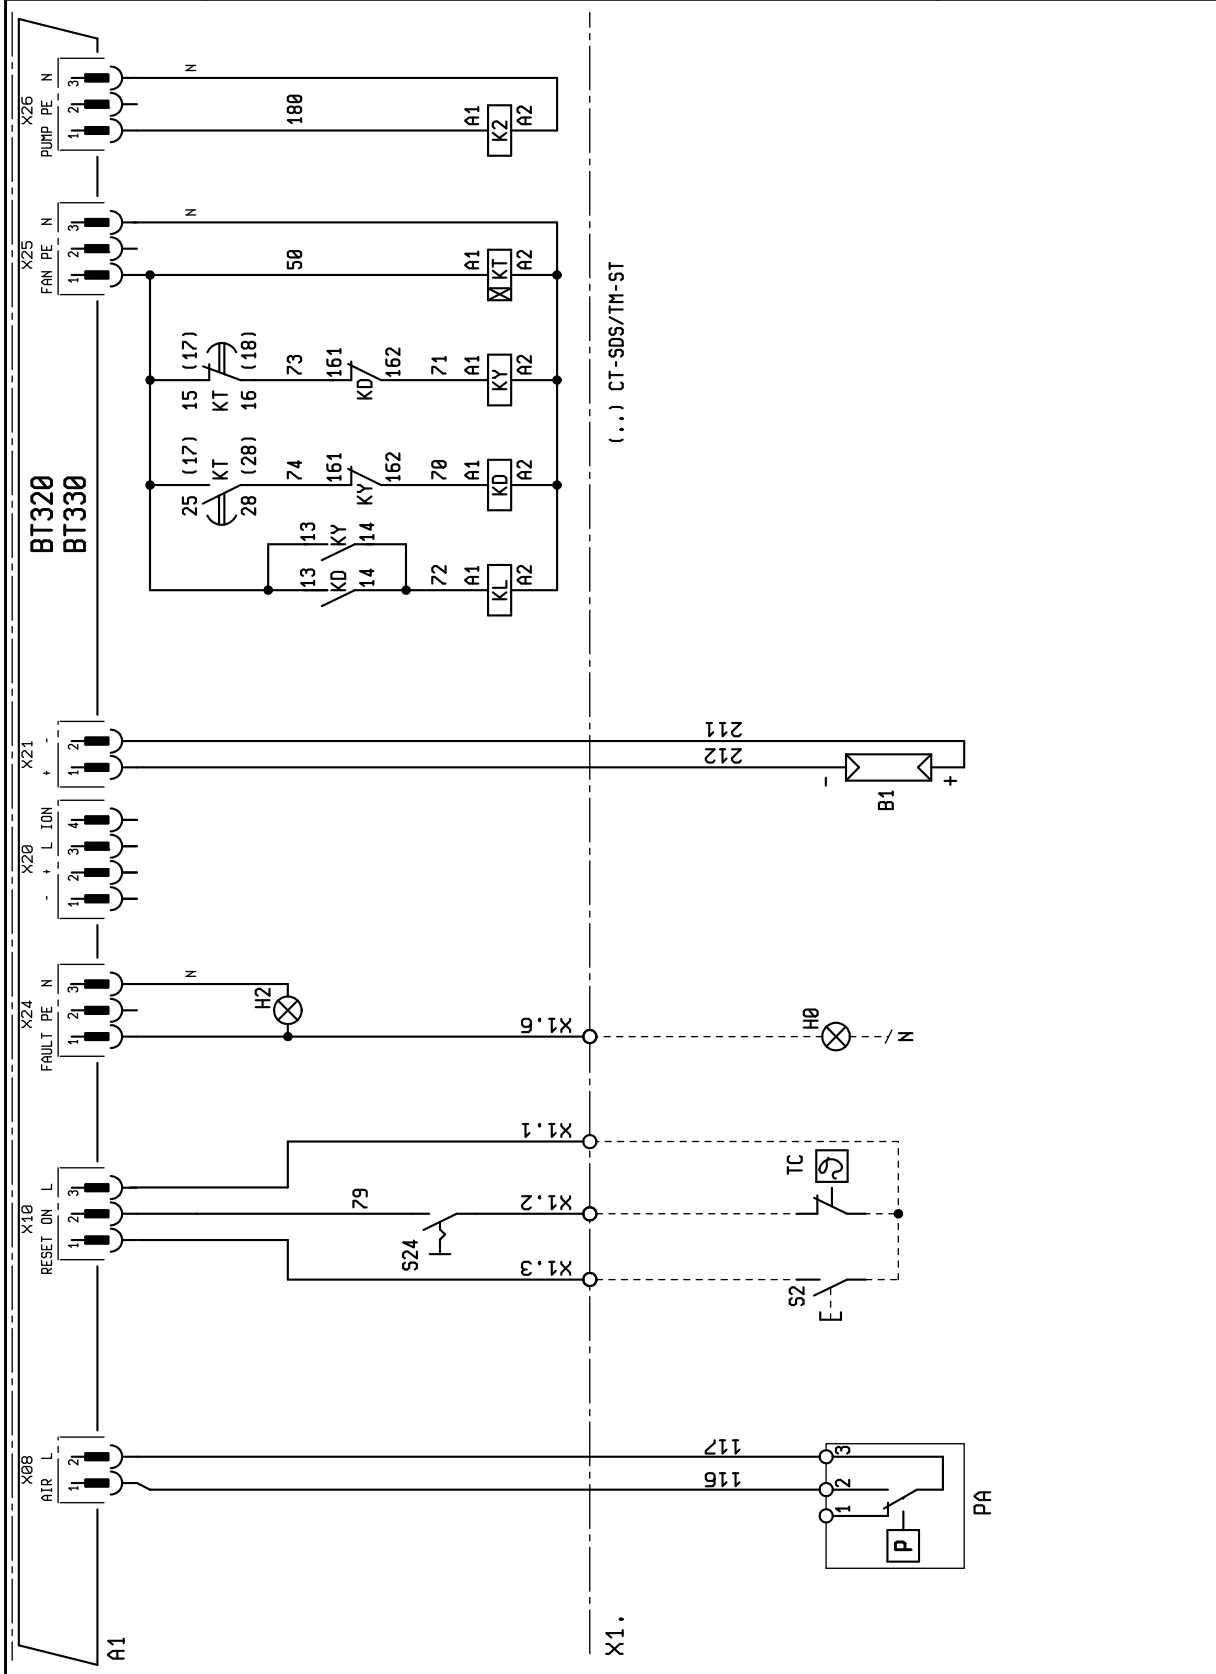 BT320
BT330
A1
X08
AIR L
1 2
X10
RESET ON L
1 2 3
X24
FAULT PE N
1 2 3
X20
- + L ION
1 2 3 4
X21
+ -
1 2
X25
FAN PE N
1 2 3
X26
PUMP PE N
1 2 3
N
180
A1
K2
A2
N
50
A1
KT
A2
15 (17)
KT
16 (18)
73
161
KD
162
71
A1
KY
A2
25 (17)
KT
28 (28)
74
161
KY
162
70
A1
KD
A2
13
KY
14
13
KD
14
72
A1
KL
A2
(..) CT-SDS/TM-ST
211
212
-
B1
+
N
H2
X1.6
H0
N
X1.1
79
S24
X1.2
TC
X1.3
S2
117
116
3
2
1
P
PA
X1.